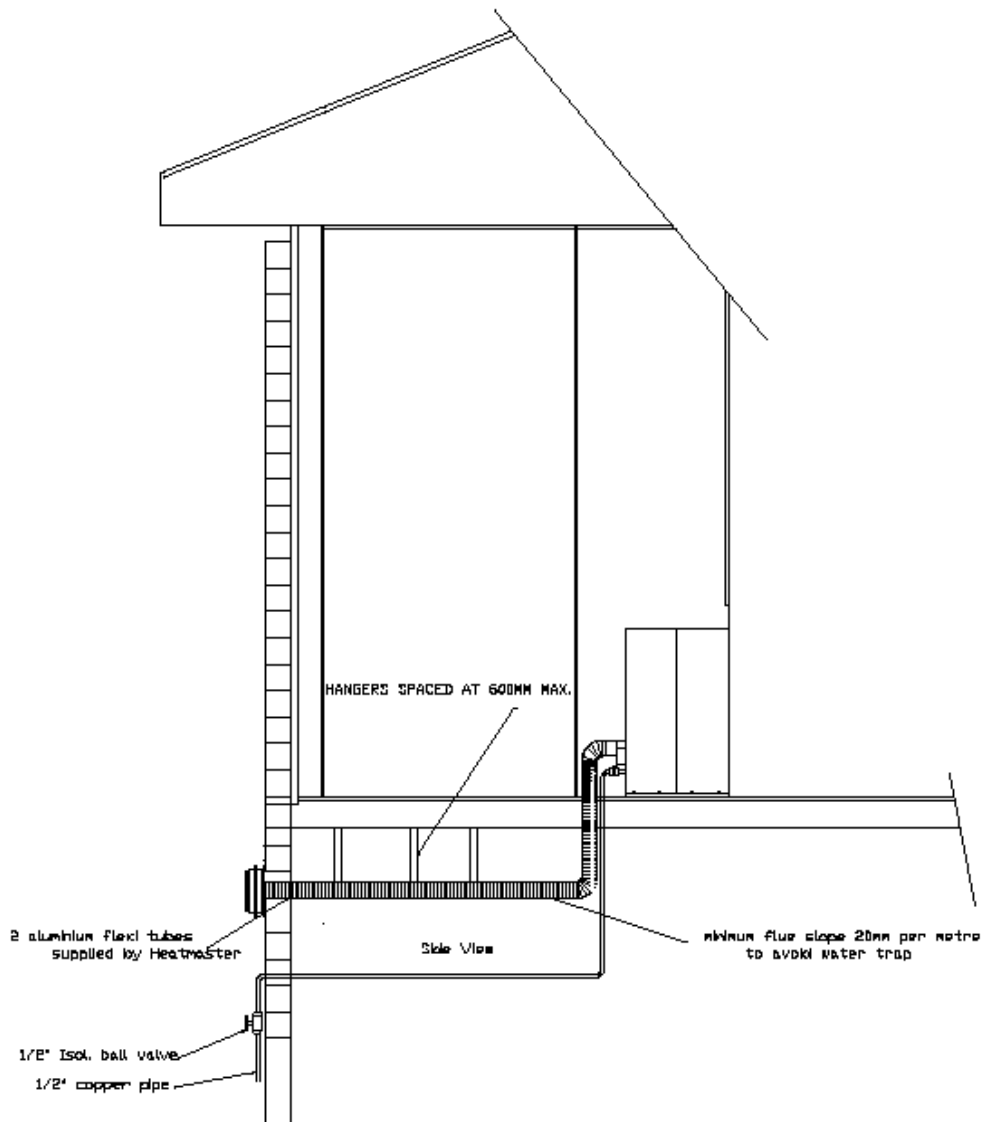 HANGERS SPACED AT 600MM MAX.
2 aluminium flexi tubes
supplied by Heatmaster
Side View
minimum flue slope 20mm per metre
to avoid water trap
1/2" Isol. ball valve
1/2" copper pipe